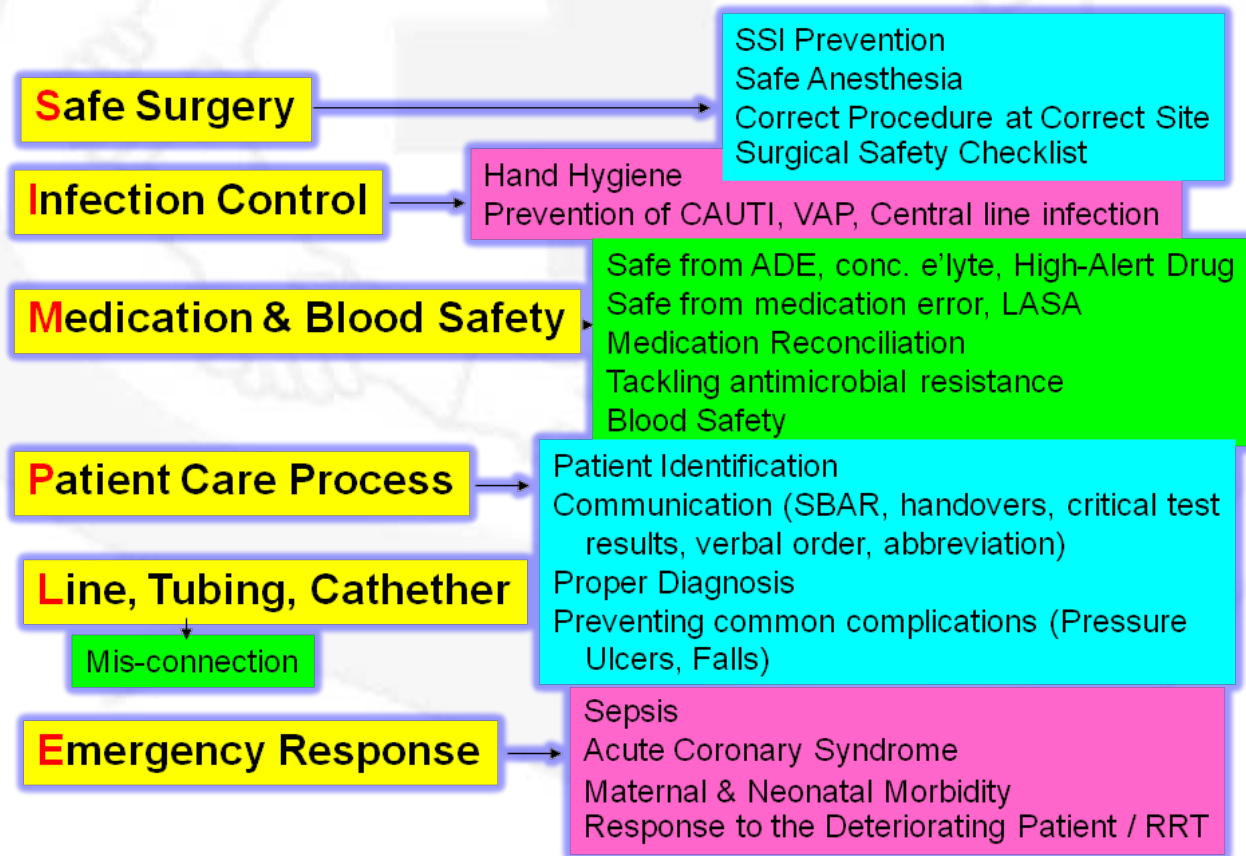 Safe Surgery
SSI Prevention
Safe Anesthesia
Correct Procedure at Correct Site
Surgical Safety Checklist
Infection Control
Hand Hygiene
Prevention of CAUTI, VAP, Central line infection
Medication & Blood Safety
Safe from ADE, conc. e'lyte, High-Alert Drug
Safe from medication error, LASA
Medication Reconciliation
Tackling antimicrobial resistance
Blood Safety
Patient Care Process
Patient Identification
Communication (SBAR, handovers, critical test
results, verbal order, abbreviation)
Proper Diagnosis
Preventing common complications (Pressure
Ulcers, Falls)
Line, Tubing, Cathether
Mis-connection
Emergency Response
Sepsis
Acute Coronary Syndrome
Maternal & Neonatal Morbidity
Response to the Deteriorating Patient / RRT